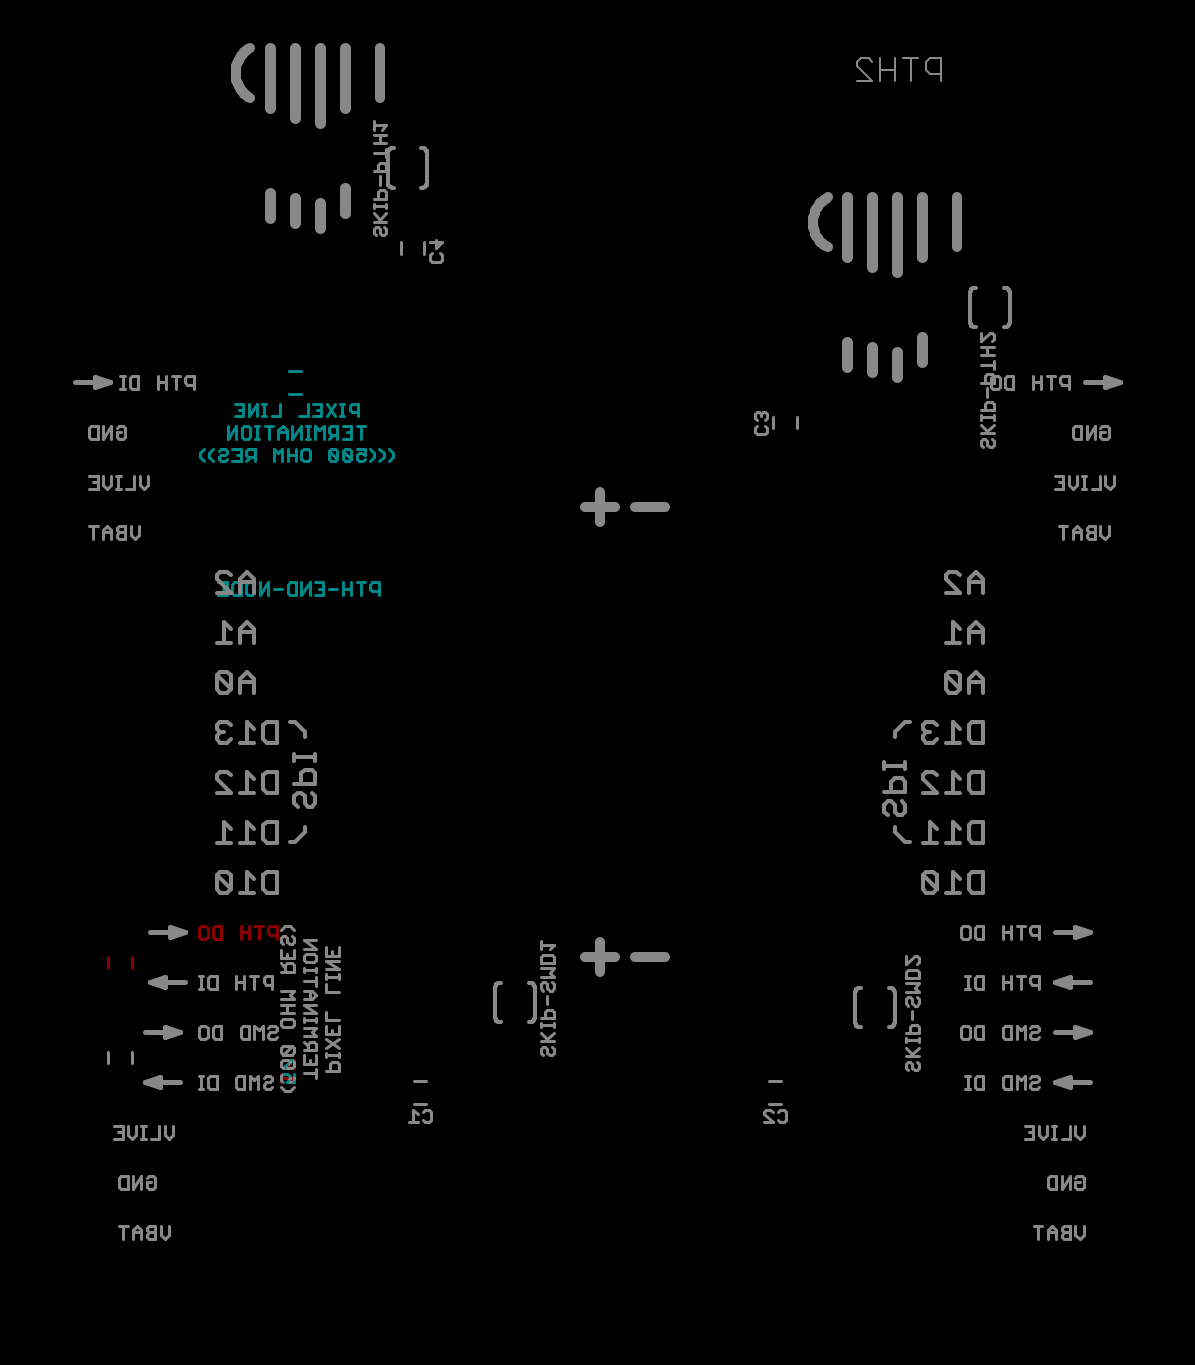 PTH2
SKIP-PTH1
C4
SKIP-PTH2
PTH DI
PTH DO
PIXEL LINE
TERMINATION
(500 OHM RES)))
C3
GND
GND
VLIVE
VLIVE
+ -
VBAT
VBAT
A2
PTH-END-NODE
A2
A1
A1
A0
A0
D13
D13
SPI
SPI
D12
D12
D11
D11
D10
D10
PTH DO
PTH DO
PIXEL LINE
TERMINATION
(500 OHM RES)
SKIP-SMD1
+ -
SKIP-SMD2
PTH DI
PTH DI
SMD DO
SMD DO
SMD DI
SMD DI
C1
C2
VLIVE
VLIVE
GND
GND
VBAT
VBAT